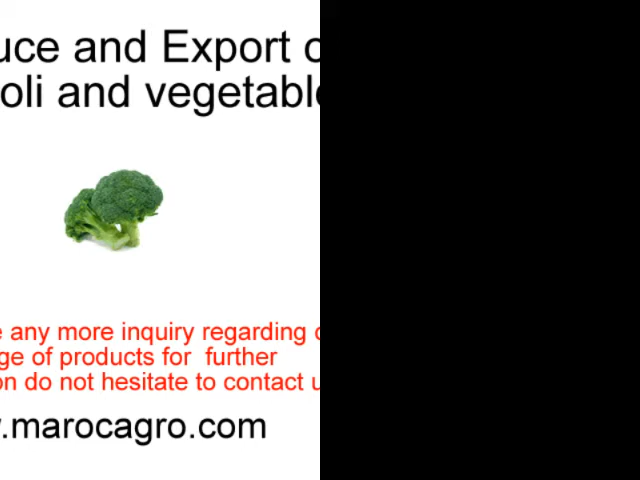 uce and Export o
oli and vegetable
e any more inquiry regarding o
ge of products for further
on do not hesitate to contact u
.marocagro.com